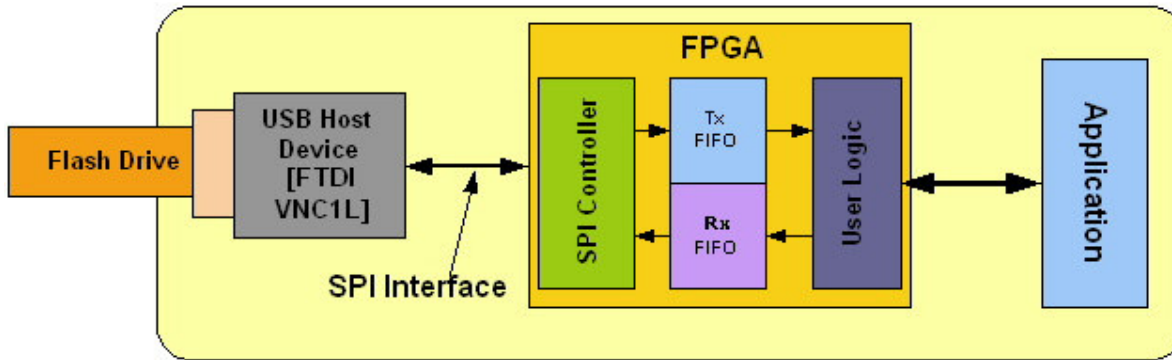 FPGA
Flash Drive
USB Host
Device
[FTDI
VNC1L]
SPI Interface
SPI Controller
Tx
FIFO
Rx
FIFO
User Logic
Application